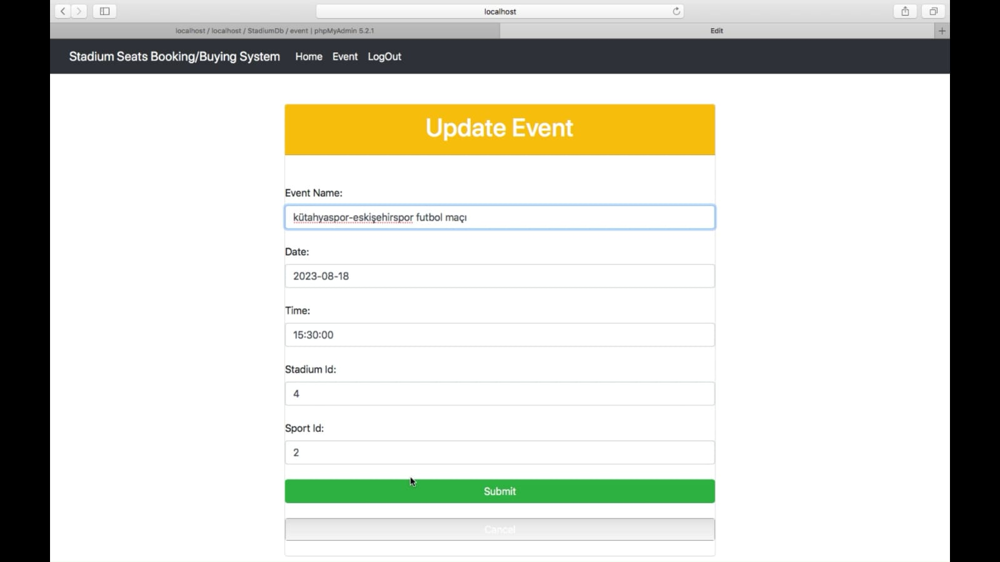 localhost
localhost / localhost / StadiumDb / event | phpMyAdmin 5.2.1
Edit
Stadium Seats Booking/Buying System Home Event LogOut
Update Event
Event Name:
kütahyaspor-eskişehirspor futbol maçı
Date:
2023-08-18
Time:
15:30:00
Stadium Id:
4
Sport Id:
2
Submit
Cancel